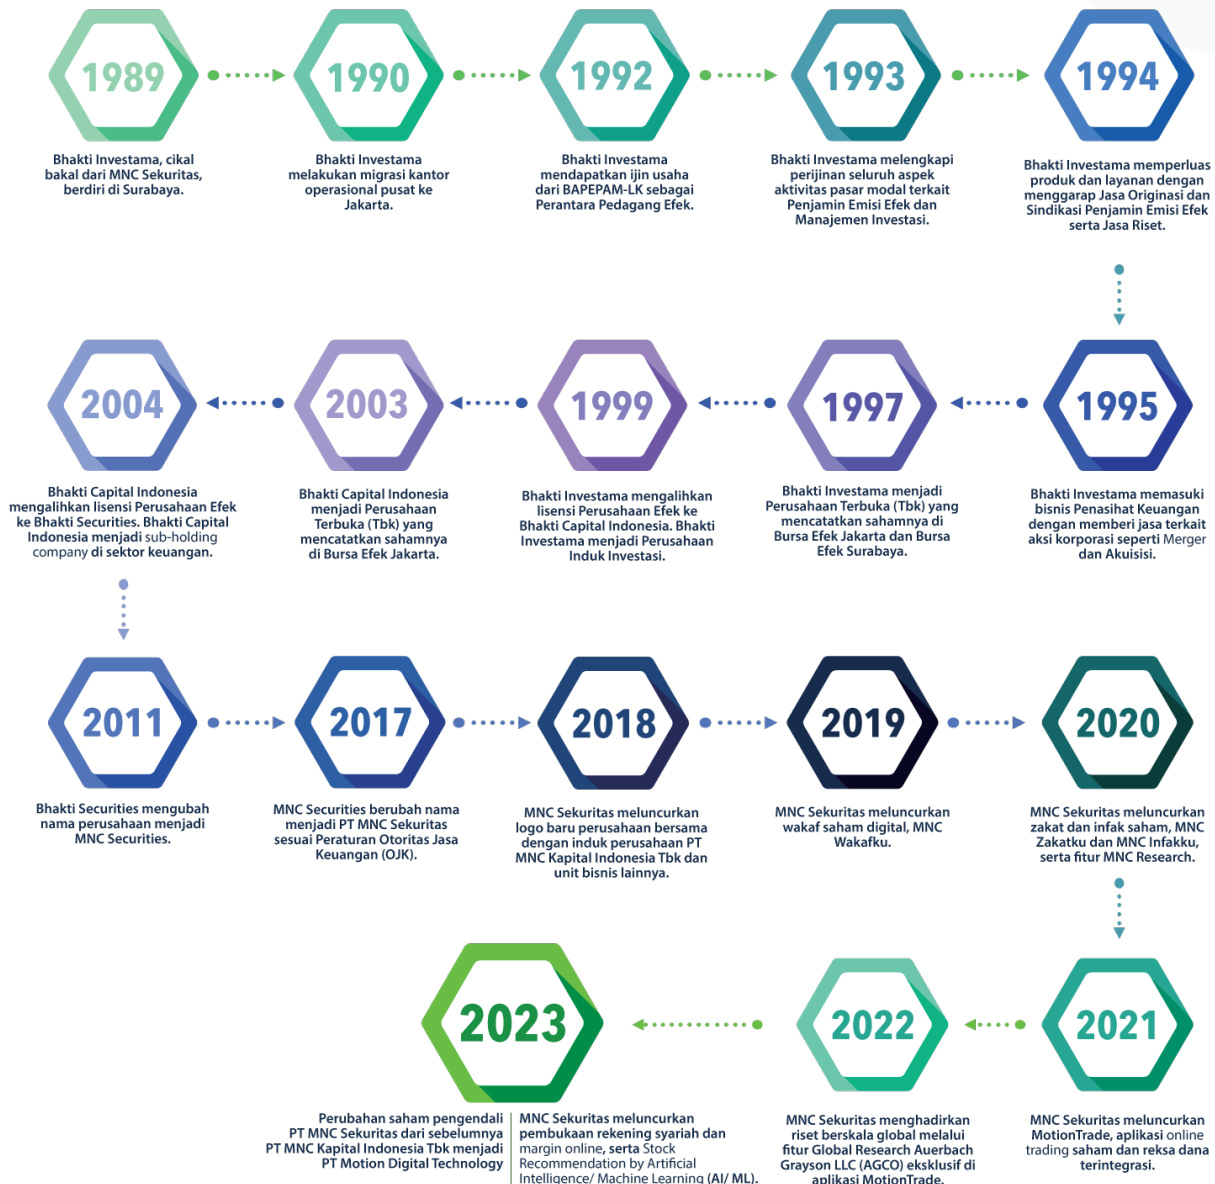 1989
Bhakti Investama, cikal
bakal dari MNC Sekuritas,
berdiri di Surabaya.
1990
Bhakti Investama
melakukan migrasi kantor
operasional pusat ke
Jakarta.
1992
Bhakti Investama
mendapatkan ijin usaha
dari BAPEPAM-LK sebagai
Perantara Pedagang Efek.
1993
Bhakti Investama melengkapi
perijinan seluruh aspek
aktivitas pasar modal terkait
Penjamin Emisi Efek dan
Manajemen Investasi.
1994
Bhakti Investama memperluas
produk dan layanan dengan
menggarap Jasa Originasi dan
Sindikasi Penjamin Emisi Efek
serta Jasa Riset.
1995
Bhakti Investama memasuki
bisnis Penasihat Keuangan
dengan memberi jasa terkait
aksi korporasi seperti Merger
dan Akuisisi.
1997
Bhakti Investama menjadi
Perusahaan Terbuka (Tbk) yang
mencatatkan sahamnya di
Bursa Efek Jakarta dan Bursa
Efek Surabaya.
1999
Bhakti Investama mengalihkan
lisensi Perusahaan Efek ke
Bhakti Capital Indonesia. Bhakti
Investama menjadi Perusahaan
Induk Investasi.
2003
Bhakti Capital Indonesia
menjadi Perusahaan
Terbuka (Tbk) yang
mencatatkan sahamnya
di Bursa Efek Jakarta.
2004
Bhakti Capital Indonesia
mengalihkan lisensi Perusahaan Efek
ke Bhakti Securities. Bhakti Capital
Indonesia menjadi sub-holding
company di sektor keuangan.
2011
Bhakti Securities mengubah
nama perusahaan menjadi
MNC Securities.
2017
MNC Securities berubah nama
menjadi PT MNC Sekuritas
sesuai Peraturan Otoritas Jasa
Keuangan (OJK).
2018
MNC Sekuritas meluncurkan
logo baru perusahaan bersama
dengan induk perusahaan PT
MNC Kapital Indonesia Tbk dan
unit bisnis lainnya.
2019
MNC Sekuritas meluncurkan
wakaf saham digital, MNC
Wakafku.
2020
MNC Sekuritas meluncurkan
zakat dan infak saham, MNC
Zakatku dan MNC Infakku,
serta fitur MNC Research.
2021
MNC Sekuritas meluncurkan
MotionTrade, aplikasi online
trading saham dan reksa dana
terintegrasi.
2022
MNC Sekuritas menghadirkan
riset berskala global melalui
fitur Global Research Auerbach
Grayson LLC (AGCO) eksklusif di
aplikasi MotionTrade.
2023
Perubahan saham pengendali
PT MNC Sekuritas dari sebelumnya
PT MNC Kapital Indonesia Tbk menjadi
PT Motion Digital Technology
MNC Sekuritas meluncurkan
pembukaan rekening syariah dan
margin online, serta Stock
Recommendation by Artificial
Intelligence/ Machine Learning (AI/ ML).